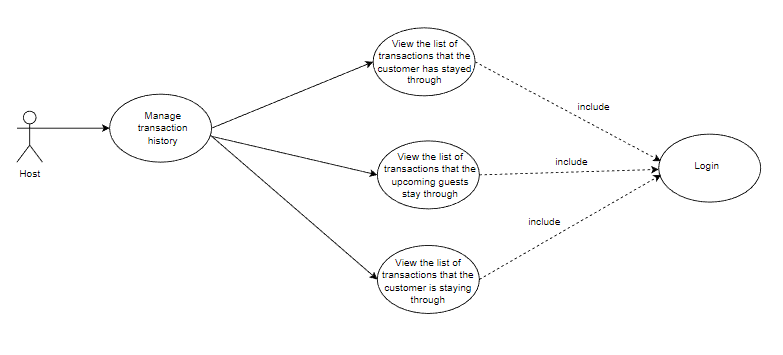 View the list of
transactions that the
customer has stayed
through
include
Manage
transaction
history
Host
View the list of
transactions that the
upcoming guests
stay through
include
Login
include
View the list of
transactions that the
customer is staying
through